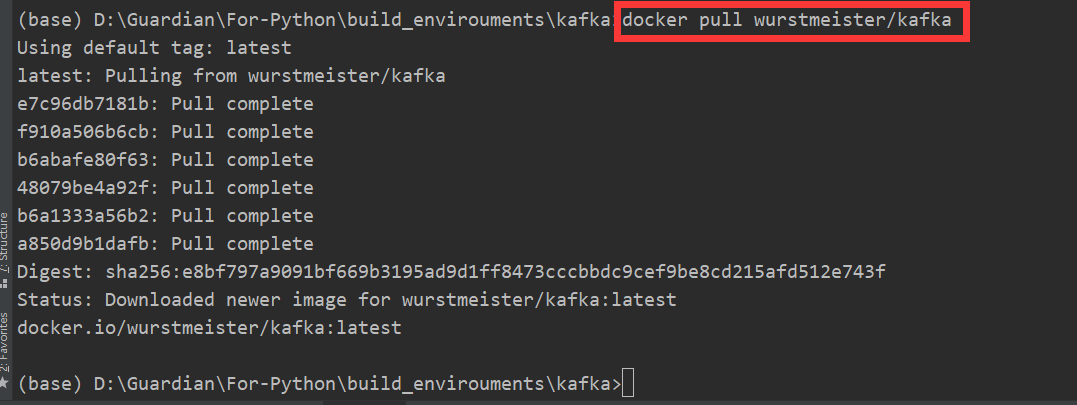 (base) D:\Guardian\For-Python\build_envirouments\kafka>docker pull wurstmeister/kafka
Using default tag: latest
latest: Pulling from wurstmeister/kafka
e7c96db7181b: Pull complete
f910a506b6cb: Pull complete
b6abafe80f63: Pull complete
48079be4a92f: Pull complete
b6a1333a56b2: Pull complete
a850d9b1dafb: Pull complete
Digest: sha256:e8bf797a9091bf669b3195ad9d1ff8473cccbbdc9cef9be8cd215afd512e743f
Status: Downloaded newer image for wurstmeister/kafka:latest
docker.io/wurstmeister/kafka:latest
(base) D:\Guardian\For-Python\build_envirouments\kafka>
7: Structure
2: Favorites